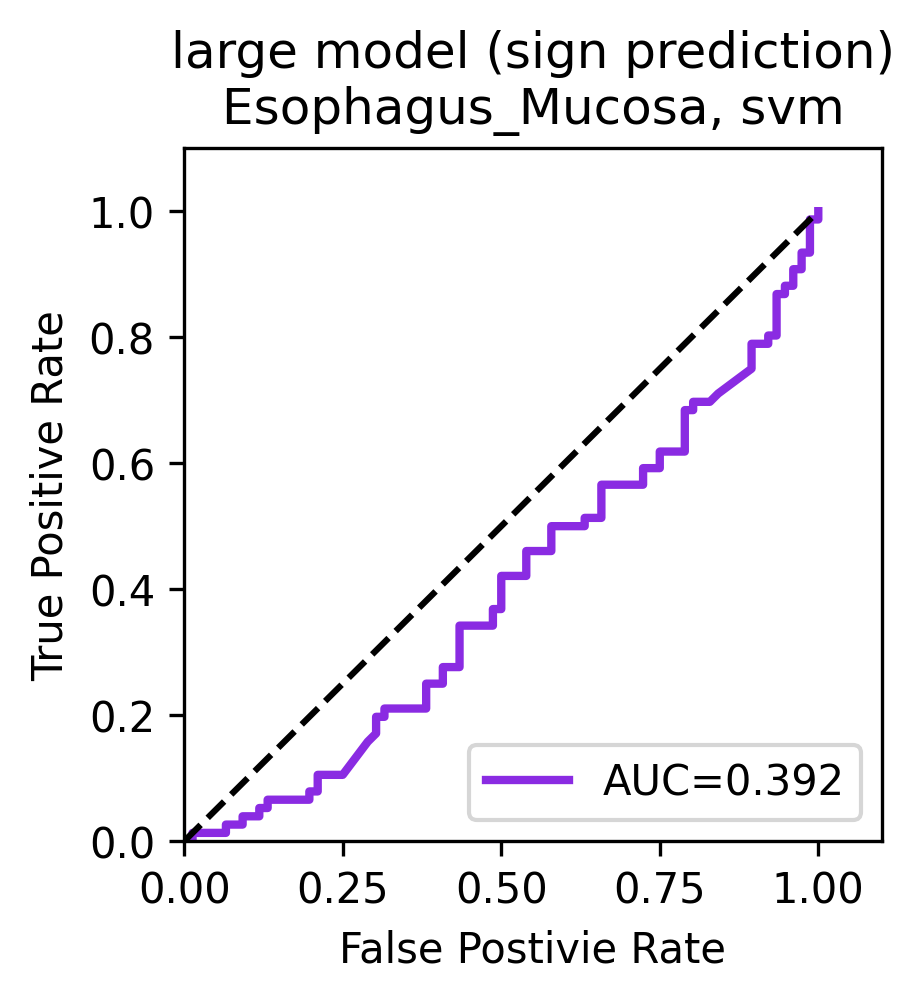 large model (sign prediction)
Esophagus_Mucosa, svm
1.0
0.8
0.6
0.4
0.2
0.0
True Positive Rate
AUC=0.392
0.00 0.25 0.50 0.75 1.00
False Postivie Rate